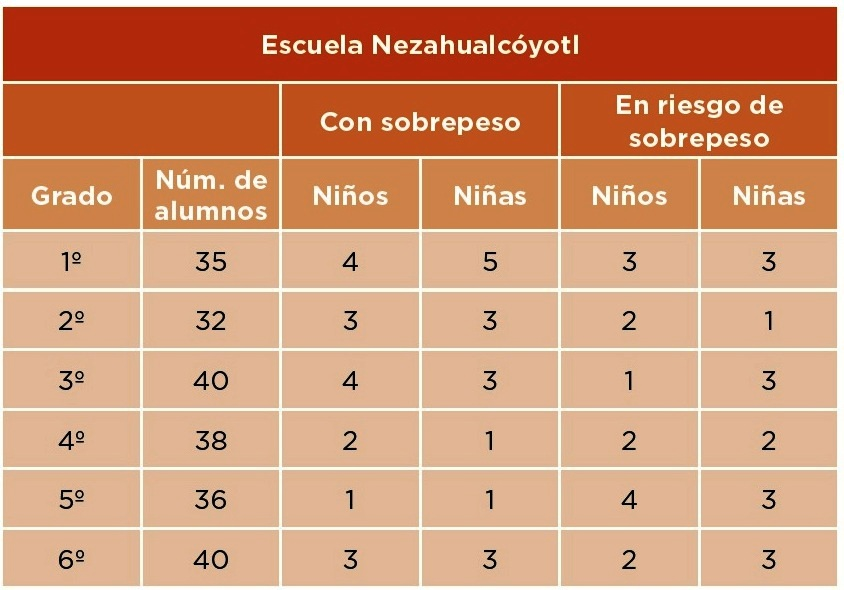 Escuela Nezahualcóyotl
Con sobrepeso
En riesgo de
sobrepeso
Grado Núm. de
alumnos Niños Niñas Niños Niñas
1º 35 4 5 3 3
2º 32 3 3 2 1
3º 40 4 3 1 3
4º 38 2 1 2 2
5º 36 1 1 4 3
6º 40 3 3 2 3